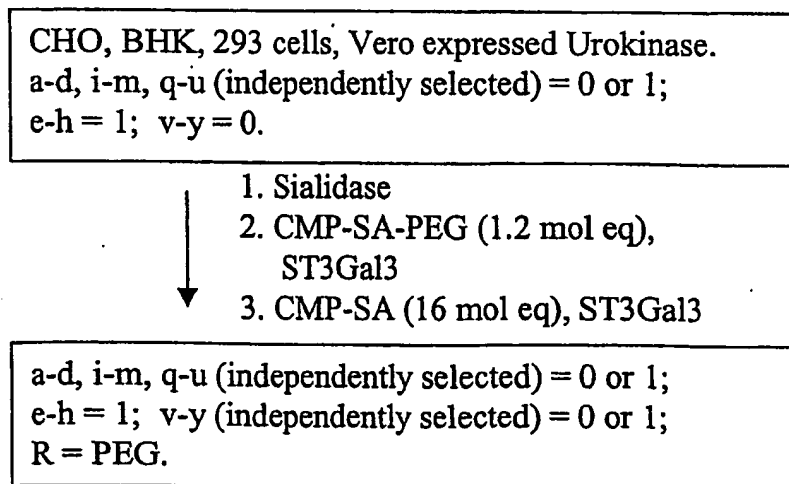 CHO, BHK, 293 cells, Vero expressed Urokinase.
a-d, i-m, q-u (independently selected) = 0 or 1;
e-h = 1; v-y = 0.
1. Sialidase
2. CMP-SA-PEG (1.2 mol eq),
ST3Gal3
3. CMP-SA (16 mol eq), ST3Gal3
a-d, i-m, q-u (independently selected) = 0 or 1;
e-h = 1; v-y (independently selected) = 0 or 1;
R = PEG.